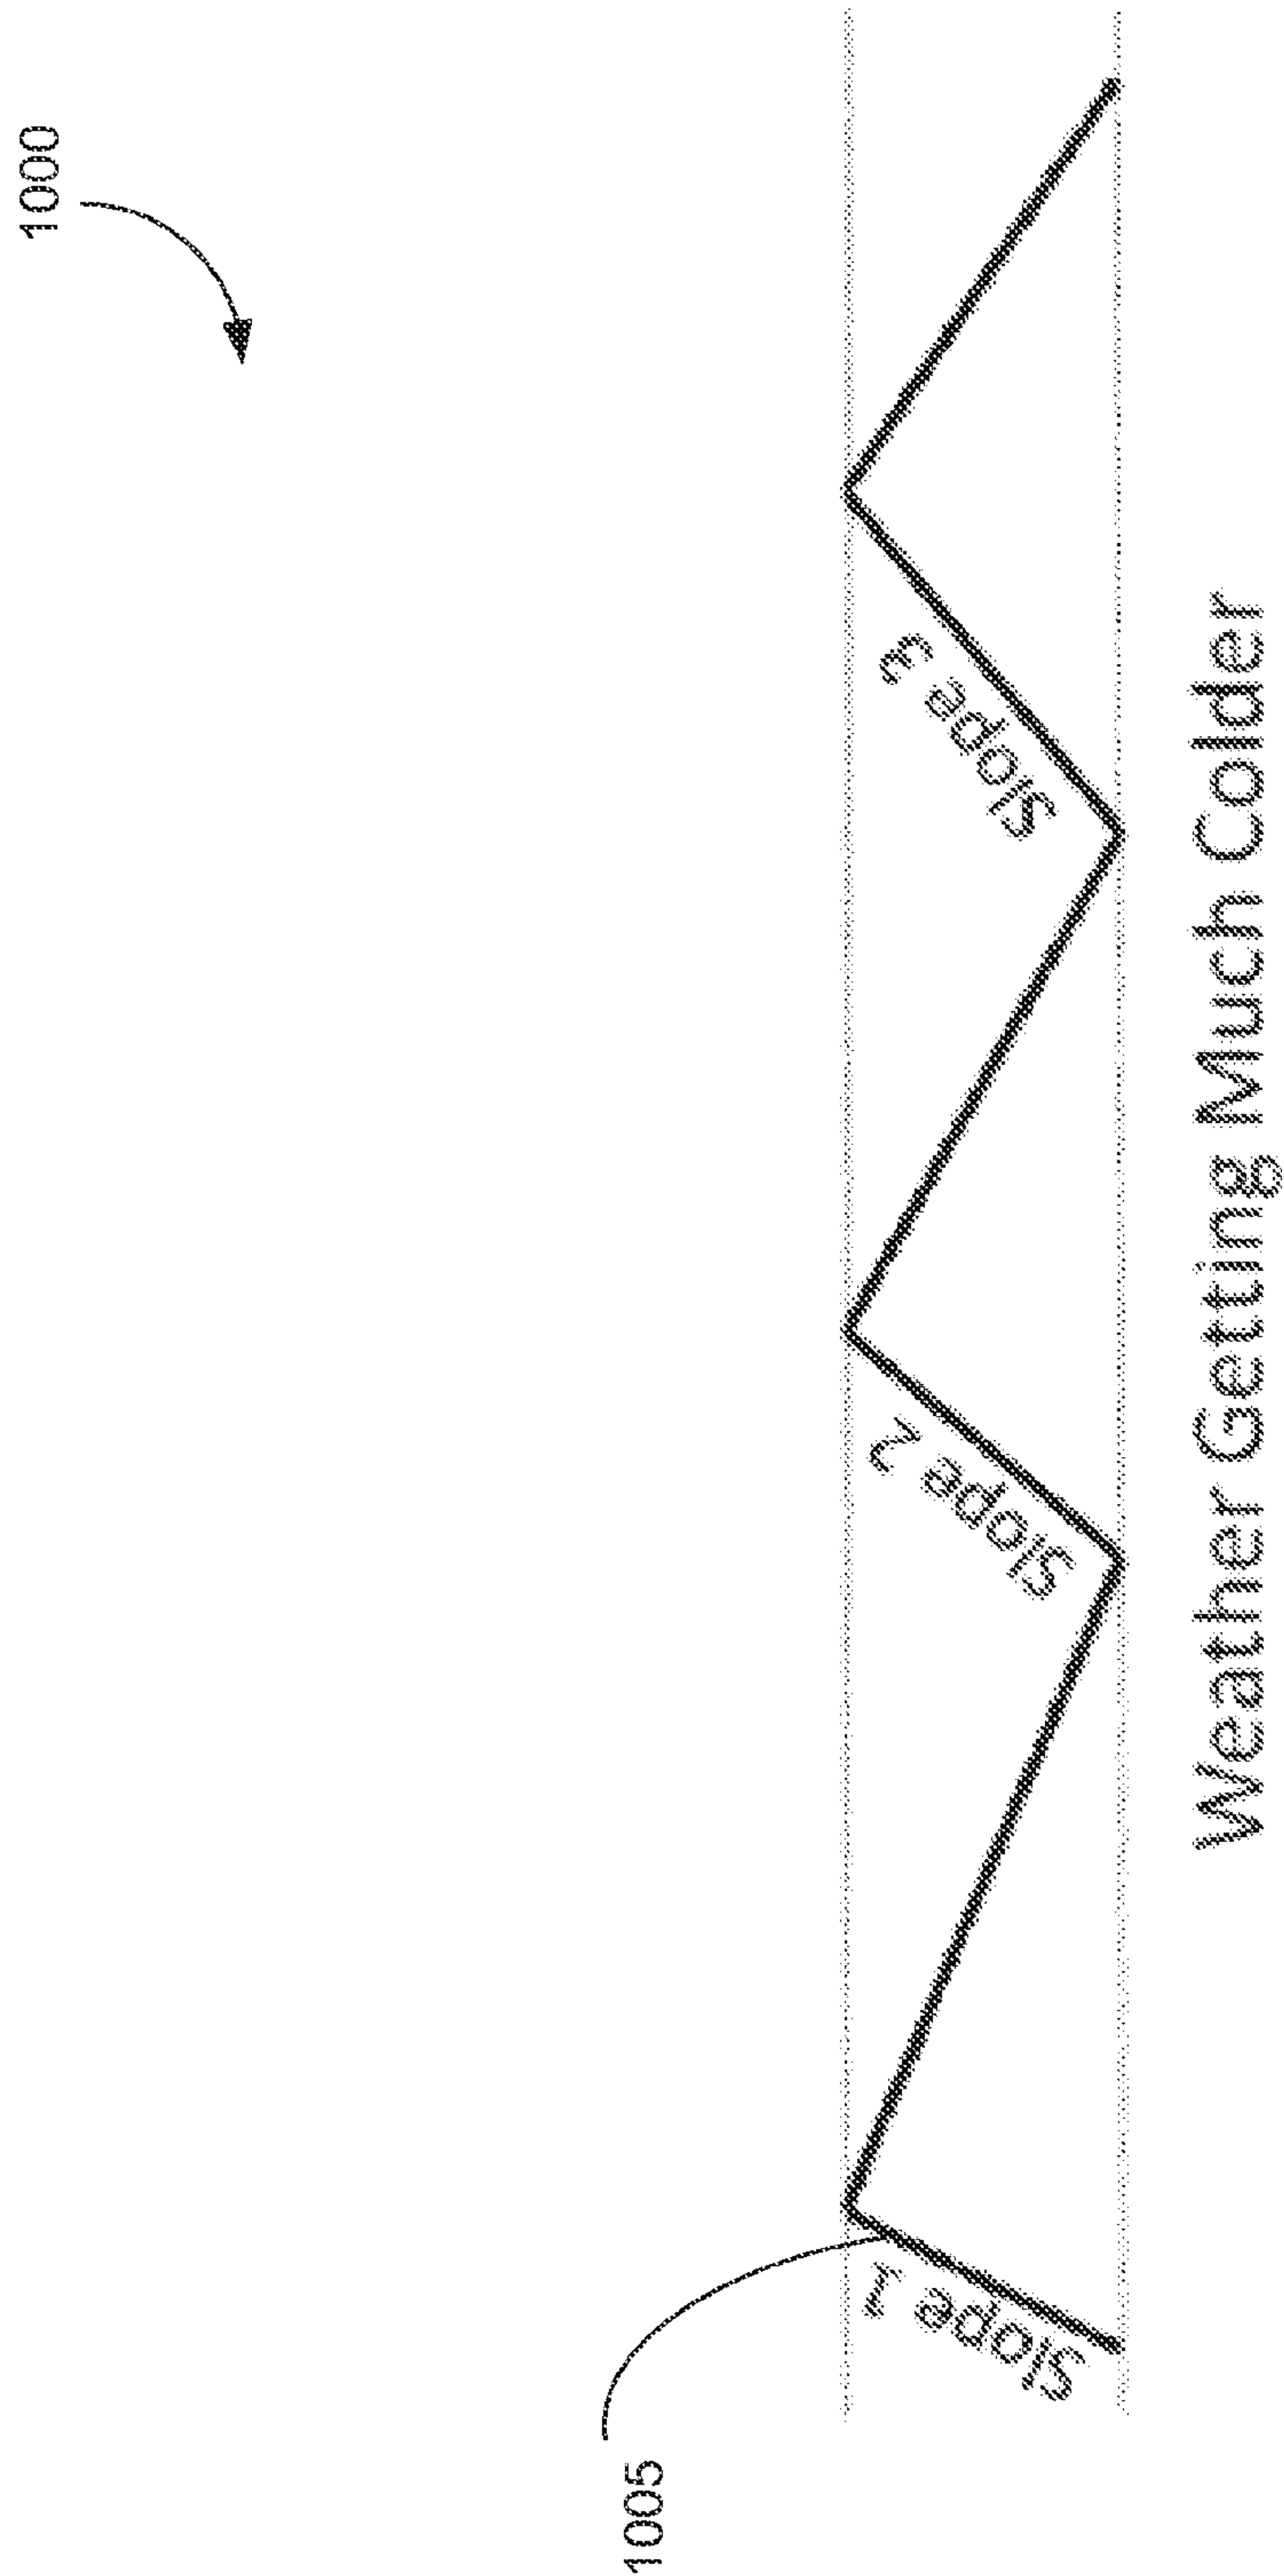 1000
1005
Slope 1
Slope 2
Slope 3
Weather Getting Much Colder